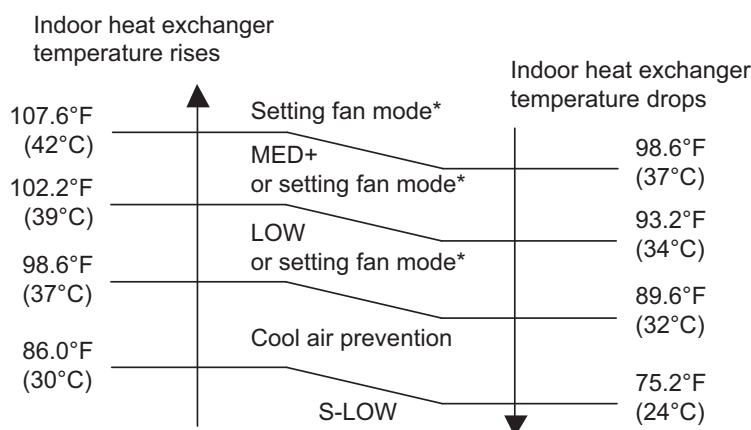 Indoor heat exchanger
temperature rises
Indoor heat exchanger
temperature drops
107.6°F
(42°C)
102.2°F
(39°C)
98.6°F
(37°C)
86.0°F
(30°C)
Setting fan mode*
MED+
or setting fan mode*
LOW
or setting fan mode*
Cool air prevention
S-LOW
98.6°F
(37°C)
93.2°F
(34°C)
89.6°F
(32°C)
75.2°F
(24°C)